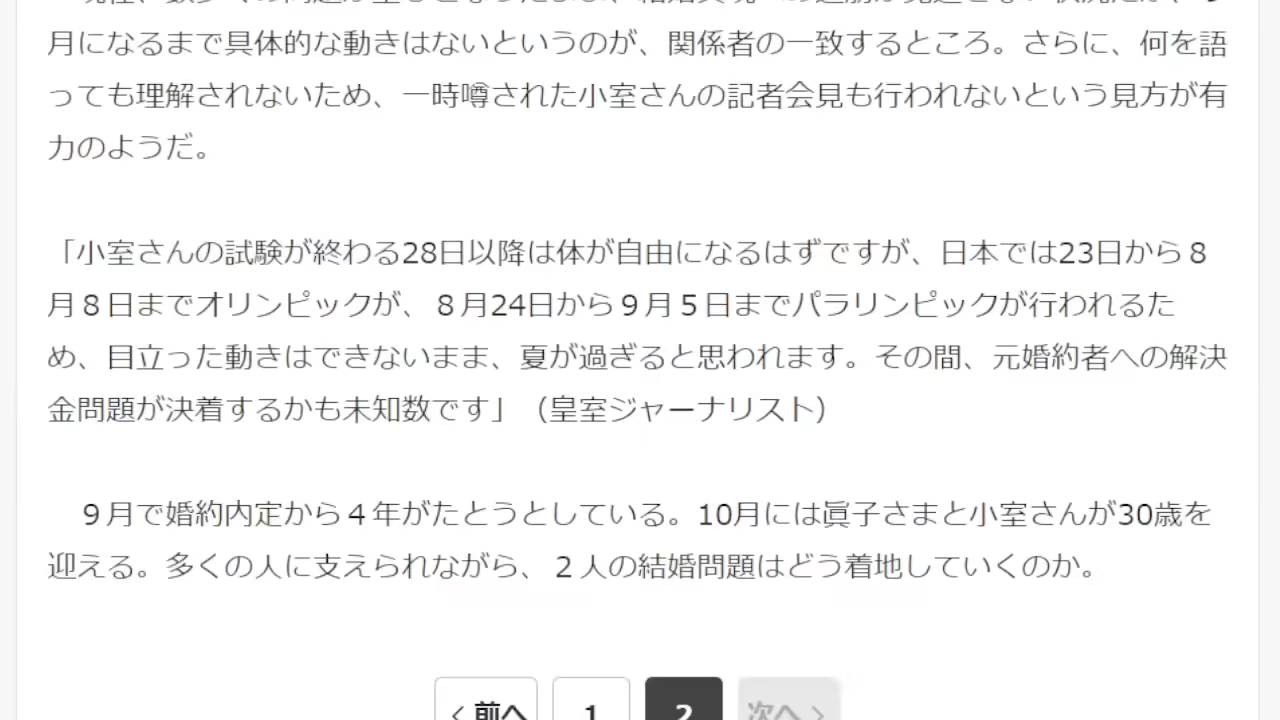 月になるまで具体的な動きはないというのが、関係者の一致するところ。さらに、何を語
っても理解されないため、一時噂された小室さんの記者会見も行われないという見方が有
力のようだ。
「小室さんの試験が終わる28日以降は体が自由になるはずですが、日本では23日から８
月８日までオリンピックが、８月24日から９月５日までパラリンピックが行われるた
め、目立った動きはできないまま、夏が過ぎると思われます。その間、元婚約者への解決
金問題が決着するかも未知数です」（皇室ジャーナリスト）
９月で婚約内定から４年がたとうとしている。10月には眞子さまと小室さんが30歳を
迎える。多くの人に支えられながら、２人の結婚問題はどう着地していくのか。
＜ 前へ 1 2 次へ ＞